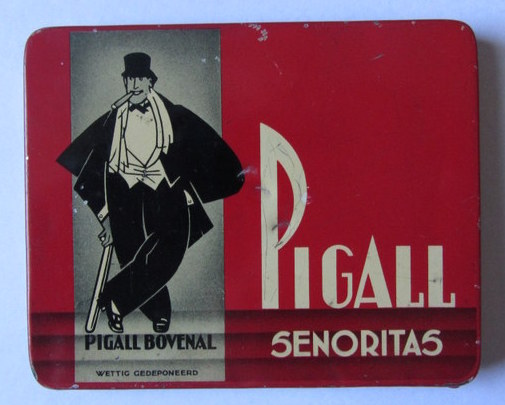 PIGALL
SENORITAS
PIGALL BOVENAL
WETTIG GEDEPONEERD